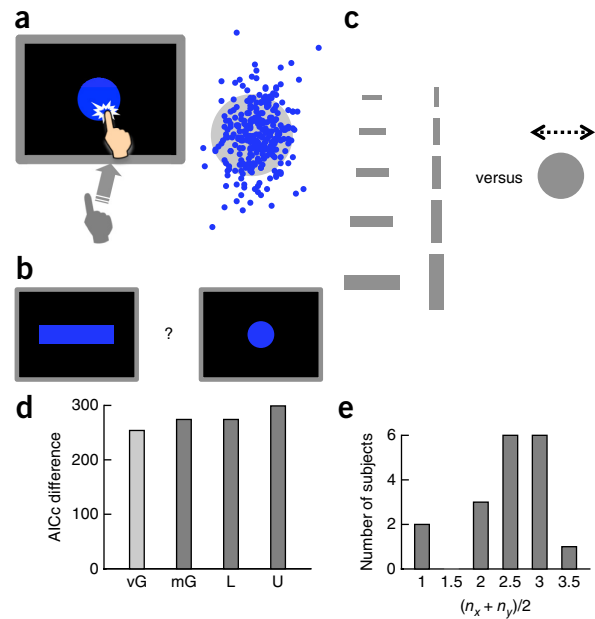 a
c
versus
b
?
d
300
200
100
0
AICc difference
vG mG L U
e
6
4
2
0
Number of subjects
1 1.5 2 2.5 3 3.5
(nx + ny)/2